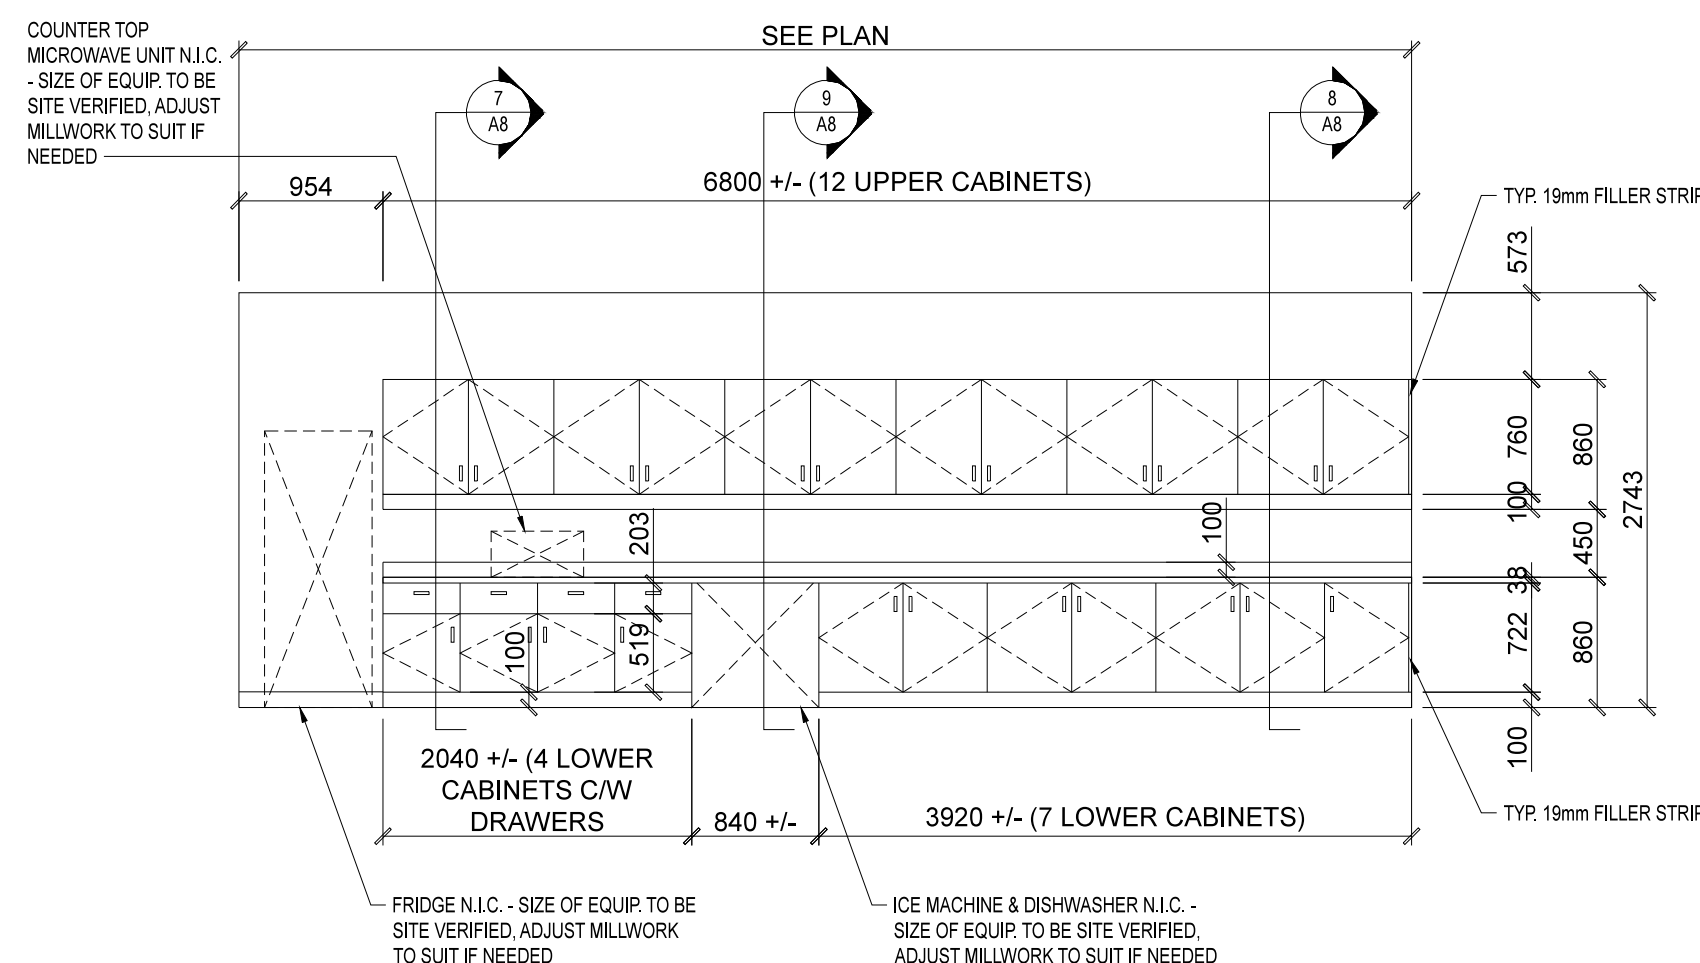 COUNTER TOP
MICROWAVE UNIT N.I.C.
- SIZE OF EQUIP. TO BE
SITE VERIFIED, ADJUST
MILLWORK TO SUIT IF
NEEDED
SEE PLAN
7
A8
9
A8
8
A8
954
6800 +/- (12 UPPER CABINETS)
TYP. 19mm FILLER STRIP
573
760
860
100
2743
450
38
722
860
100
203
100
519
100
2040 +/- (4 LOWER
CABINETS C/W
DRAWERS
840 +/-
3920 +/- (7 LOWER CABINETS)
TYP. 19mm FILLER STRIP
FRIDGE N.I.C. - SIZE OF EQUIP. TO BE
SITE VERIFIED, ADJUST MILLWORK
TO SUIT IF NEEDED
ICE MACHINE & DISHWASHER N.I.C. -
SIZE OF EQUIP. TO BE SITE VERIFIED,
ADJUST MILLWORK TO SUIT IF NEEDED